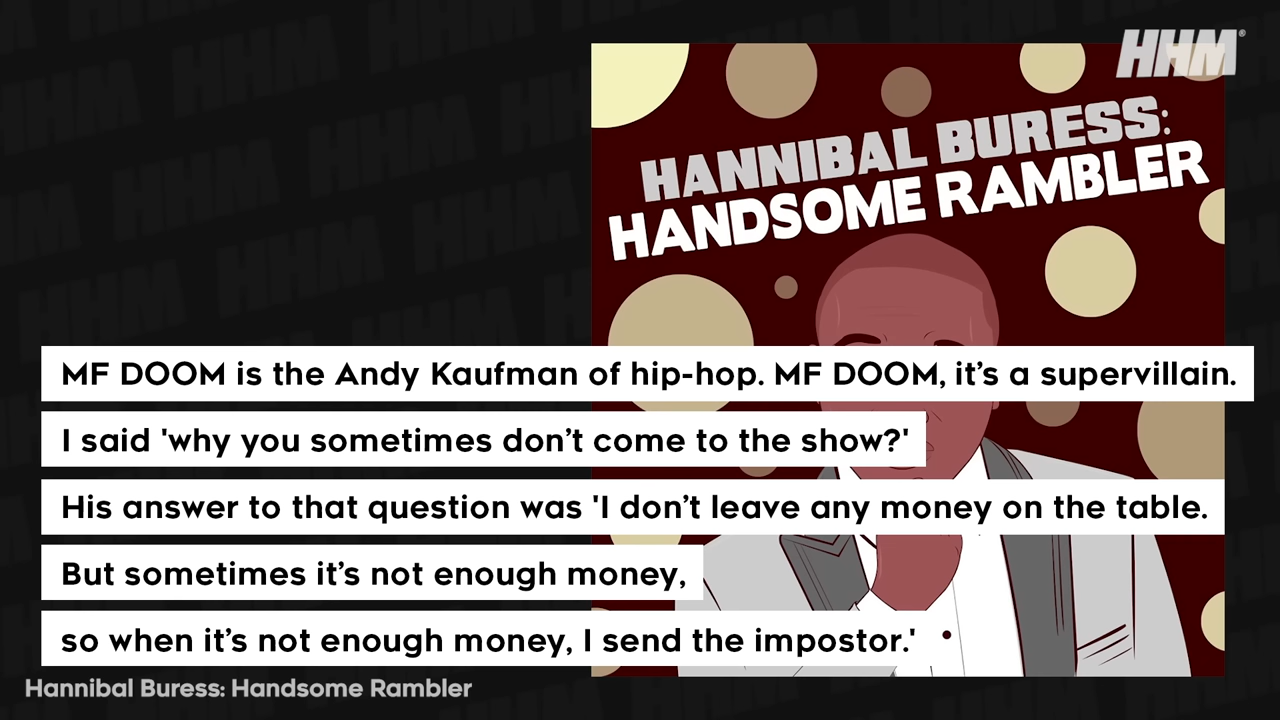 HHM
HANNIBAL BURESS:
HANDSOME RAMBLER
MF DOOM is the Andy Kaufman of hip-hop. MF DOOM, it’s a supervillain.
I said 'why you sometimes don’t come to the show?'
His answer to that question was 'I don’t leave any money on the table.
But sometimes it’s not enough money,
so when it’s not enough money, I send the impostor.'
Hannibal Buress: Handsome Rambler